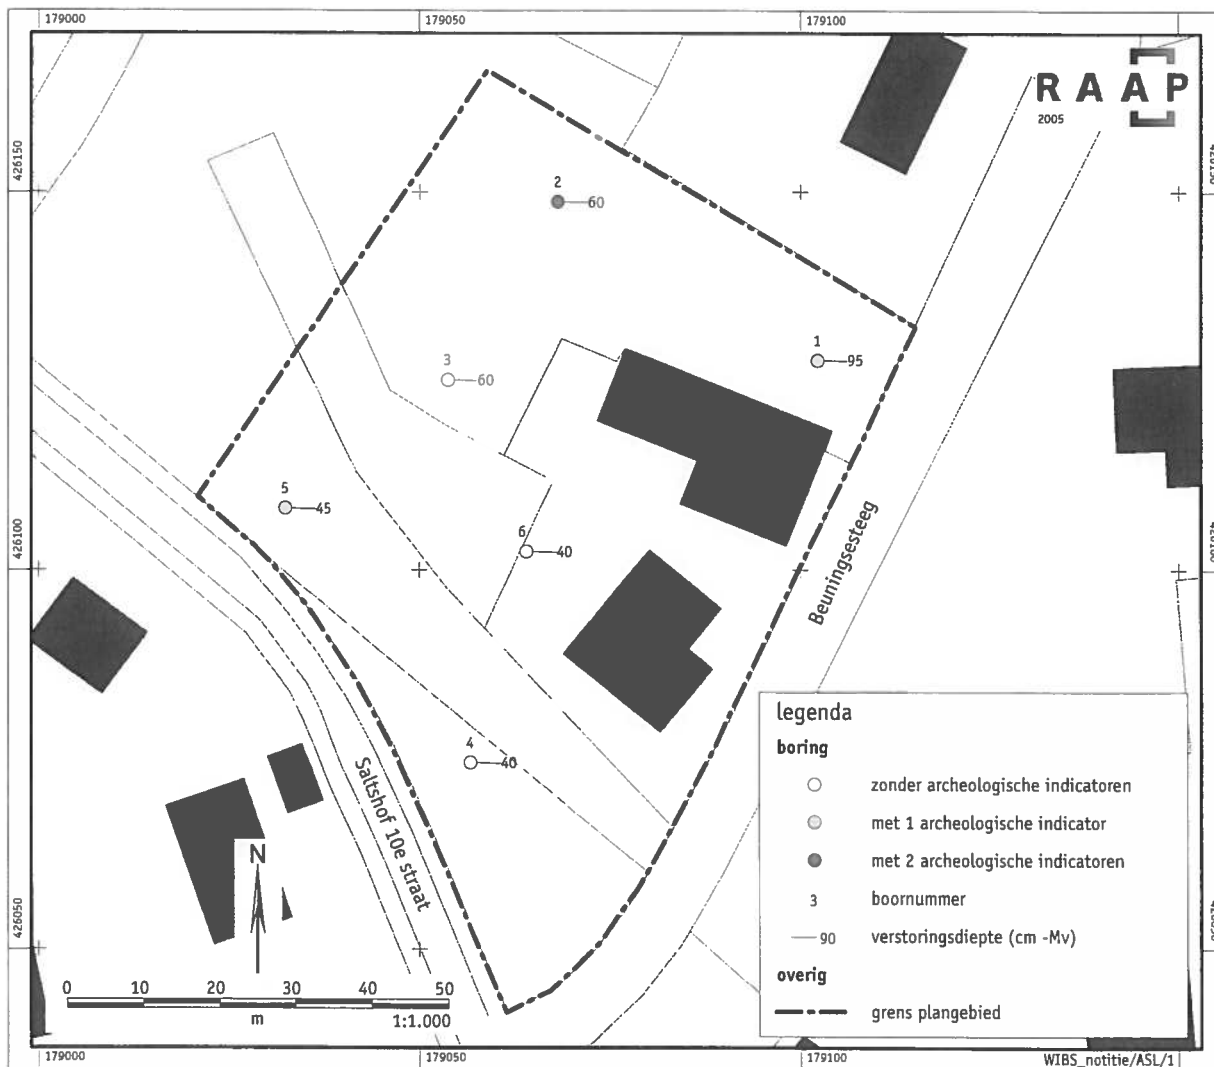 179000
179050
179100
RAAP
2005
426150
426150
2
60
1
95
3
60
5
45
6
40
426100
426100
Beuningsesteeg
4
40
Saltshof 10e straat
N
426050
426050
legenda
boring
zonder archeologische indicatoren
met 1 archeologische indicator
met 2 archeologische indicatoren
3 boornummer
90 verstoringsdiepte (cm -Mv)
overig
grens plangebied
0 10 20 30 40 50
m
1:1.000
179000
179050
179100
WIBS_notitie/ASL/1